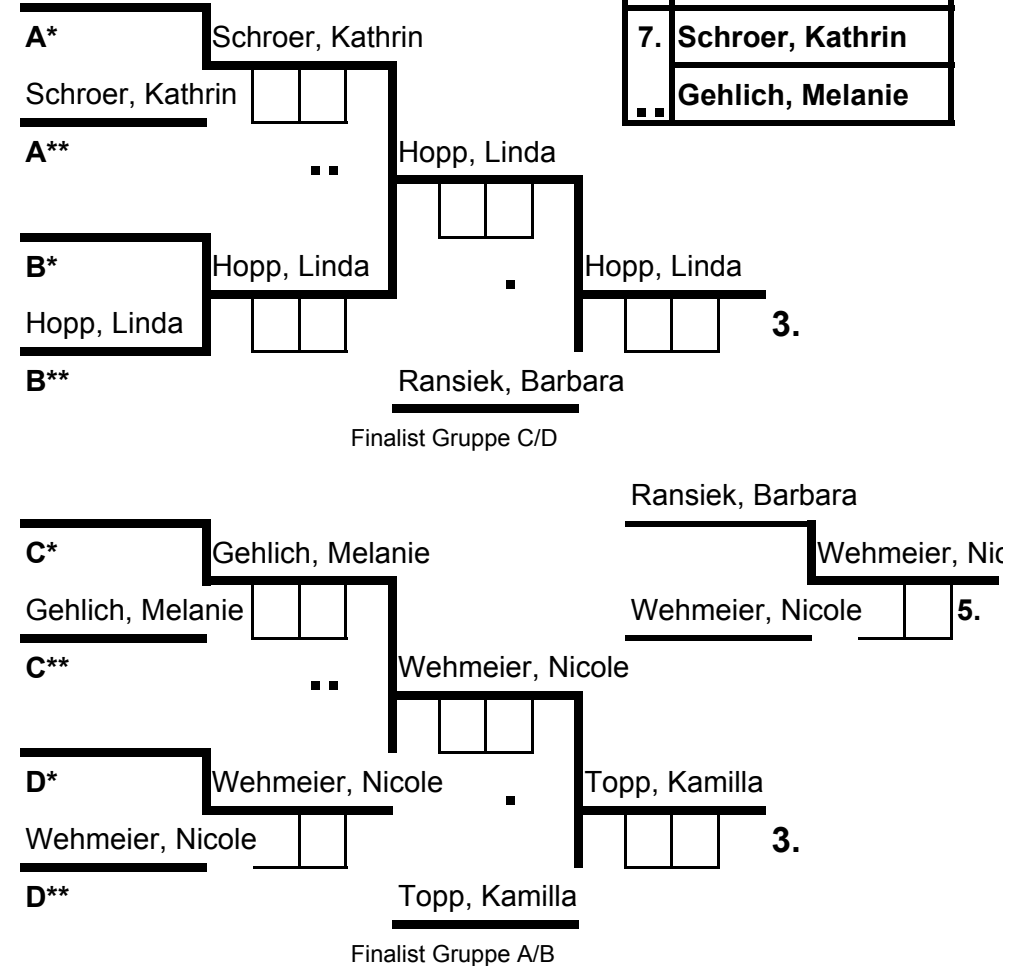 A* Schroer, Kathrin
7. Schroer, Kathrin
Schroer, Kathrin
Gehlich, Melanie
A**
Hopp, Linda
B* Hopp, Linda
Hopp, Linda
Hopp, Linda
3.
B**
Ransiek, Barbara
Finalist Gruppe C/D
Ransiek, Barbara
C* Gehlich, Melanie
Wehmeier, Nic
Gehlich, Melanie
Wehmeier, Nicole
5.
C**
Wehmeier, Nicole
D* Wehmeier, Nicole
Topp, Kamilla
Wehmeier, Nicole
3.
D**
Topp, Kamilla
Finalist Gruppe A/B